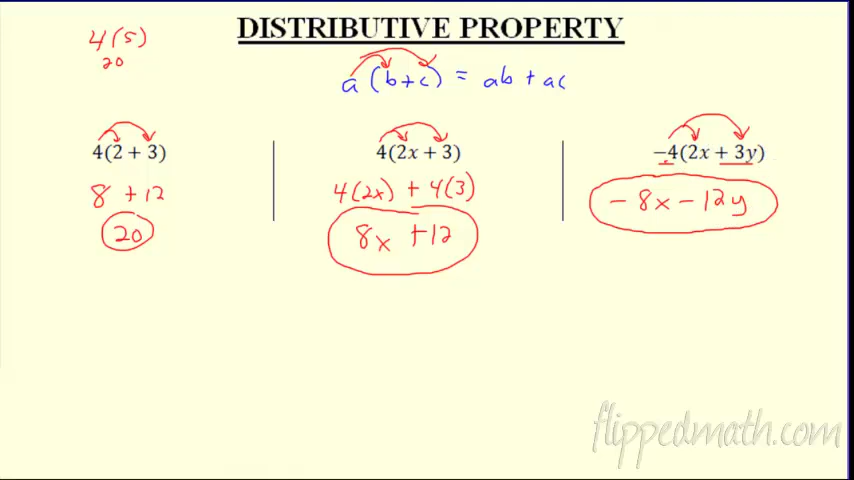 DISTRIBUTIVE PROPERTY
4(5)
20
a (b+c) = ab + ac
4(2 + 3)
8 + 12
20
4(2x + 3)
4(2x) + 4(3)
8x + 12
−4(2x + 3y)
- 8x - 12y
flippedmath.com